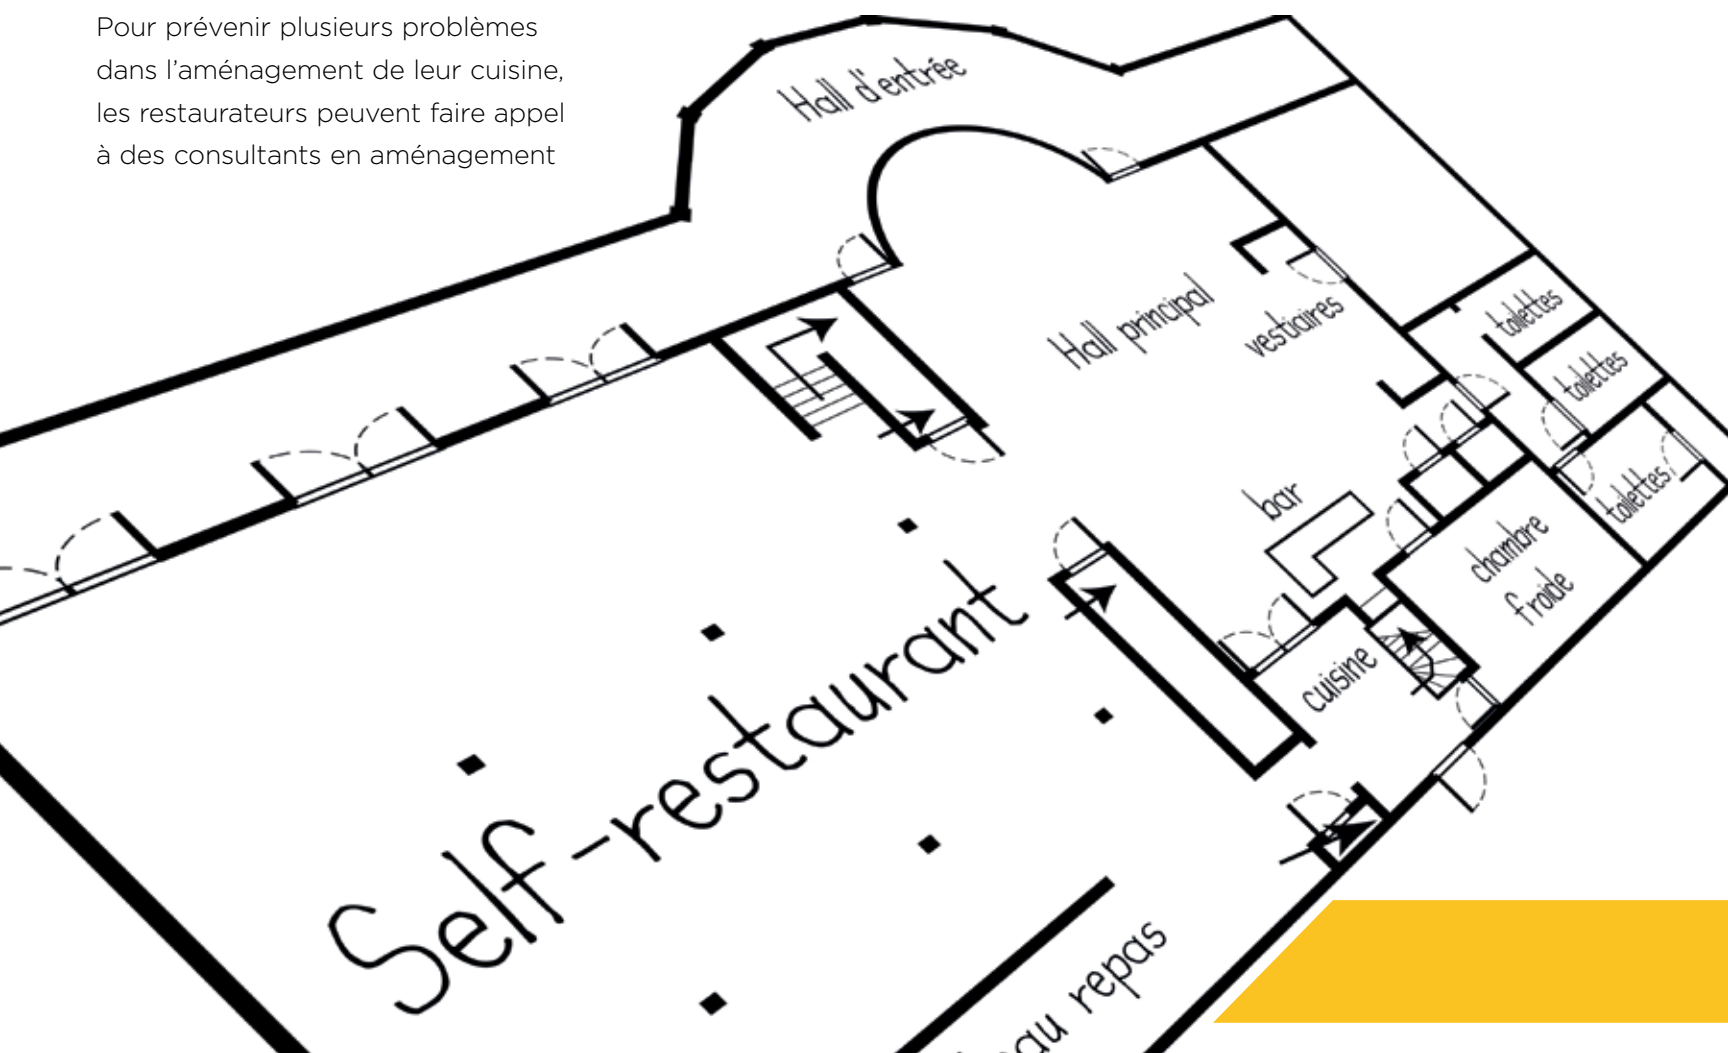 Pour prévenir plusieurs problèmes
dans l’aménagement de leur cuisine,
les restaurateurs peuvent faire appel
à des consultants en aménagement
Hall d'entrée
Hall principal
vestiaires
toilettes
toilettes
toilettes
bar
chambre
froide
cuisine
Self-restaurant
repas